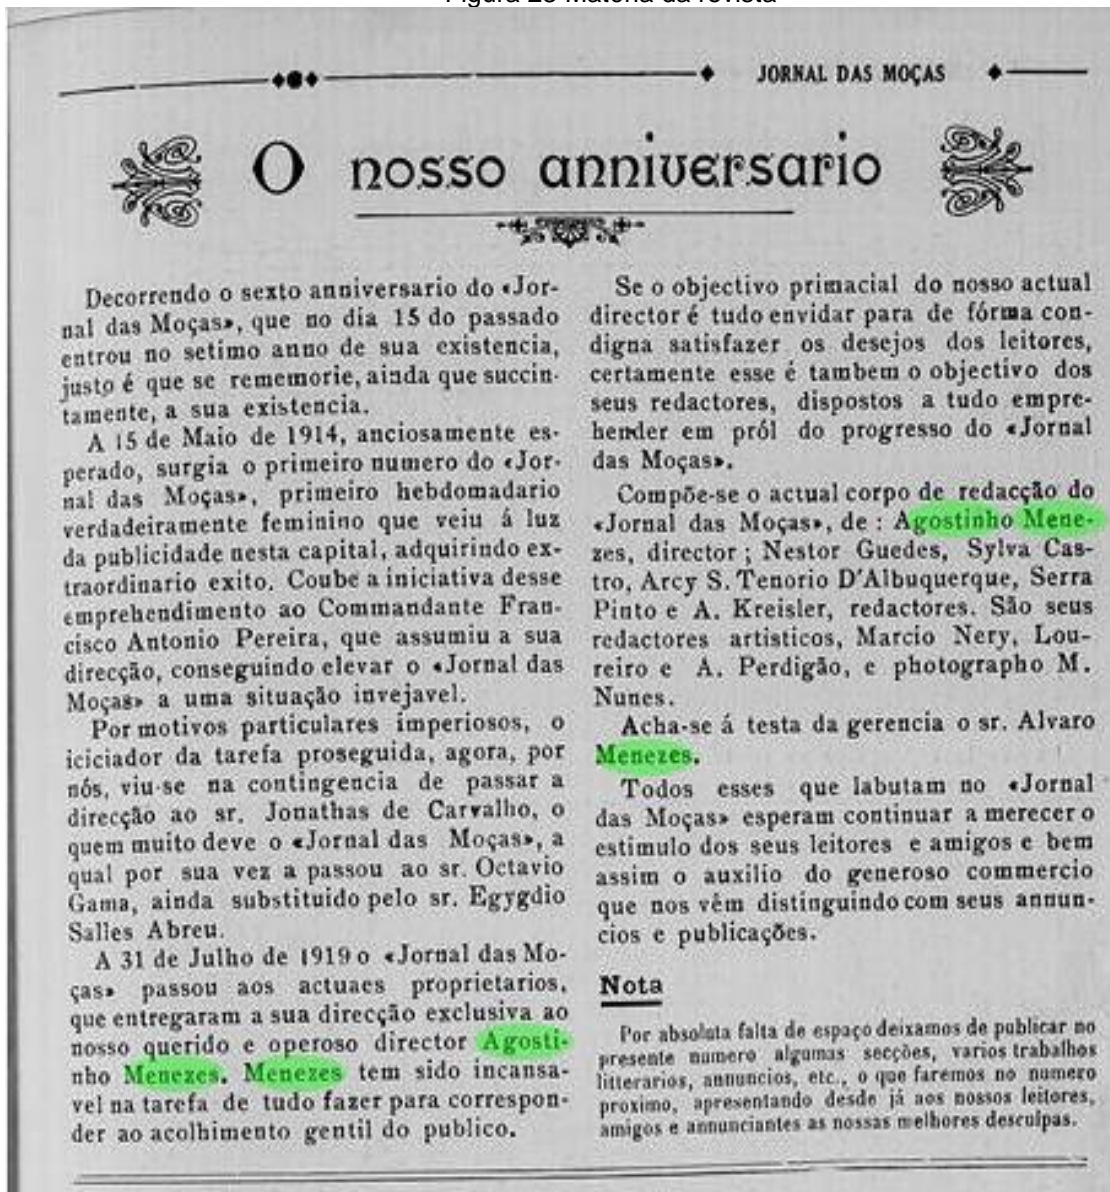 JORNAL DAS MOÇAS
O nosso anniversario
Decorrendo o sexto anniversario do «Jor-
nal das Moças», que no dia 15 do passado
entrou no setimo anno de sua existencia,
justo é que se rememorie, ainda que succin-
tamente, a sua existencia.
A 15 de Maio de 1914, anciosamente es-
perado, surgia o primeiro numero do «Jor-
nal das Moças», primeiro hebdomadario
verdadeiramente feminino que veiu á luz
da publicidade nesta capital, adquirindo ex-
traordinario exito. Coube a iniciativa desse
emprehendimento ao Commandante Fran-
cisco Antonio Pereira, que assumiu a sua
direcção, conseguindo elevar o «Jornal das
Moças» a uma situação invejavel.
Por motivos particulares imperiosos, o
iciciador da tarefa proseguida, agora, por
nós, viu-se na contingencia de passar a
direcção ao sr. Jonathas de Carvalho, o
quem muito deve o «Jornal das Moças», a
qual por sua vez a passou ao sr. Octavio
Gama, ainda substituido pelo sr. Egygdio
Salles Abreu.
A 31 de Julho de 1919 o «Jornal das Mo-
ças» passou aos actuaes proprietarios,
que entregaram a sua direcção exclusiva ao
nosso querido e operoso director Agosti-
nho Menezes. Menezes tem sido incansa-
vel na tarefa de tudo fazer para correspon-
der ao acolhimento gentil do publico.
Se o objectivo primacial do nosso actual
director é tudo envidar para de fórma con-
digna satisfazer os desejos dos leitores,
certamente esse é tambem o objectivo dos
seus redactores, dispostos a tudo empre-
hender em pról do progresso do «Jornal
das Moças».
Compõe-se o actual corpo de redacção do
«Jornal das Moças», de : Agostinho Mene-
zes, director ; Nestor Guedes, Sylva Cas-
tro, Arcy S. Tenorio D'Albuquerque, Serra
Pinto e A. Kreisler, redactores. São seus
redactores artisticos, Marcio Nery, Lou-
reiro e A. Perdigão, e photographo M.
Nunes.
Acha-se á testa da gerencia o sr. Alvaro
Menezes.
Todos esses que labutam no «Jornal
das Moças» esperam continuar a merecer o
estimulo dos seus leitores e amigos e bem
assim o auxilio do generoso commercio
que nos vêm distinguindo com seus annun-
cios e publicações.
Nota
Por absoluta falta de espaço deixamos de publicar no
presente numero algumas secções, varios trabalhos
litterarios, annuncios, etc., o que faremos no numero
proximo, apresentando desde já aos nossos leitores,
amigos e annunciantes as nossas melhores desculpas.